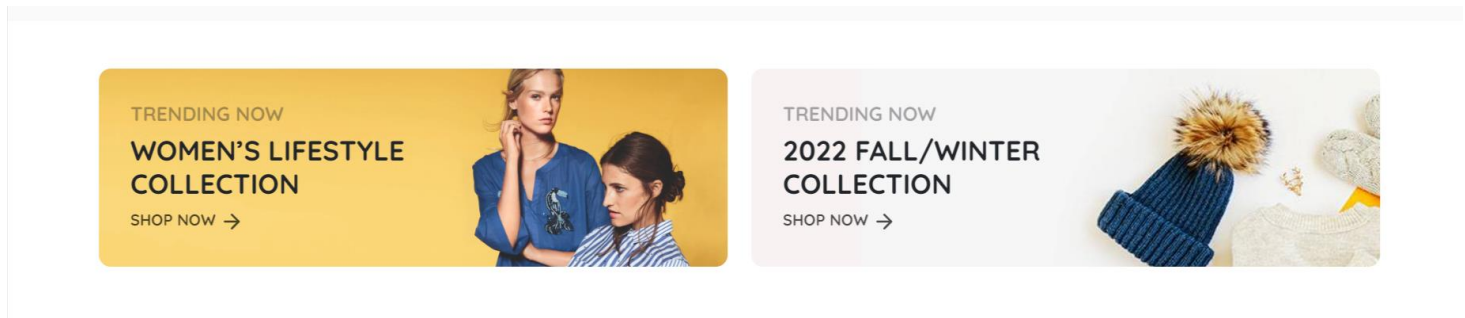 TRENDING NOW
WOMEN’S LIFESTYLE
COLLECTION
SHOP NOW →
TRENDING NOW
2022 FALL/WINTER
COLLECTION
SHOP NOW →